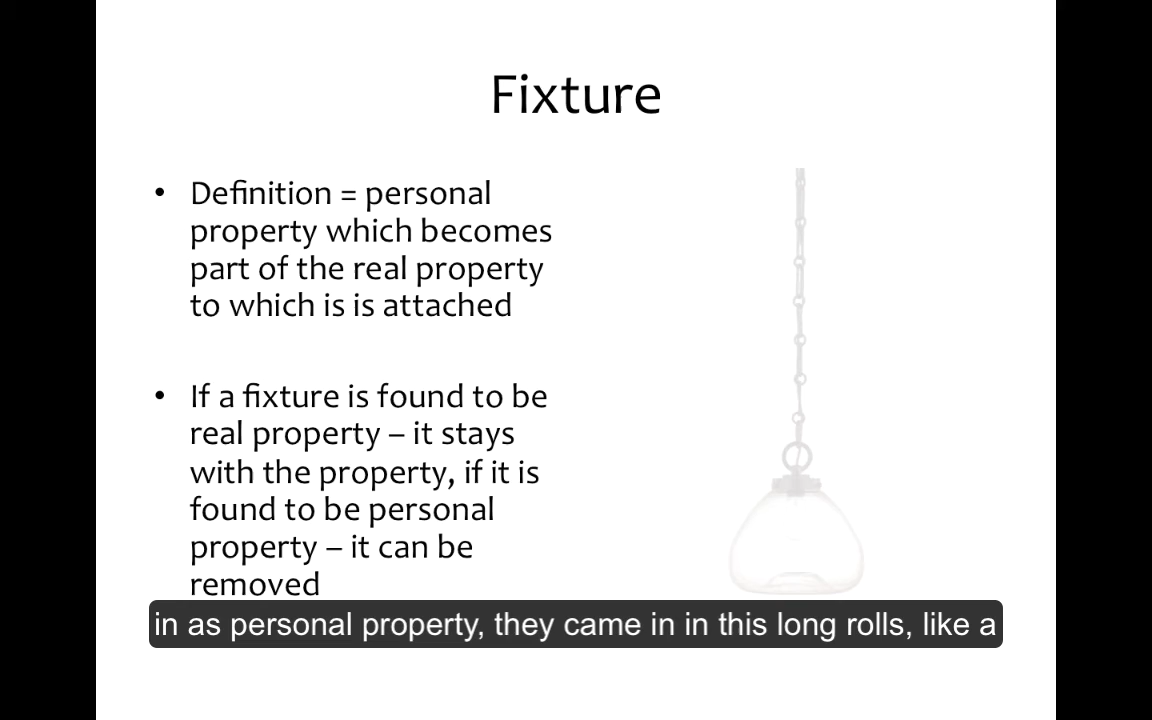 Fixture
• Definition = personal
property which becomes
part of the real property
to which is is attached
• If a fixture is found to be
real property – it stays
with the property, if it is
found to be personal
property – it can be
removed
in as personal property, they came in in this long rolls, like a